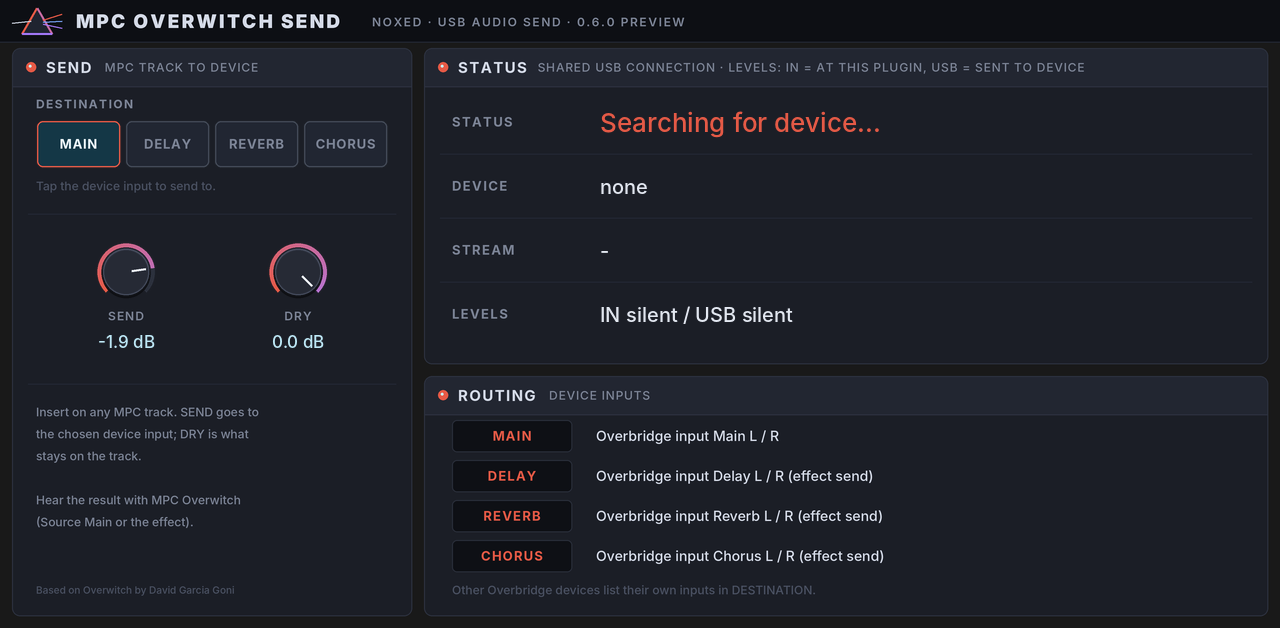 MPC OVERWITCH SEND
NOXED · USB AUDIO SEND · 0.6.0 PREVIEW
SEND MPC TRACK TO DEVICE
DESTINATION
MAIN DELAY REVERB CHORUS
Tap the device input to send to.
SEND DRY
-1.9 dB 0.0 dB
Insert on any MPC track. SEND goes to
the chosen device input; DRY is what
stays on the track.
Hear the result with MPC Overwitch
(Source Main or the effect).
Based on Overwitch by David Garcia Goni
STATUS SHARED USB CONNECTION · LEVELS: IN = AT THIS PLUGIN, USB = SENT TO DEVICE
STATUS Searching for device...
DEVICE none
STREAM -
LEVELS IN silent / USB silent
ROUTING DEVICE INPUTS
MAIN Overbridge input Main L / R
DELAY Overbridge input Delay L / R (effect send)
REVERB Overbridge input Reverb L / R (effect send)
CHORUS Overbridge input Chorus L / R (effect send)
Other Overbridge devices list their own inputs in DESTINATION.